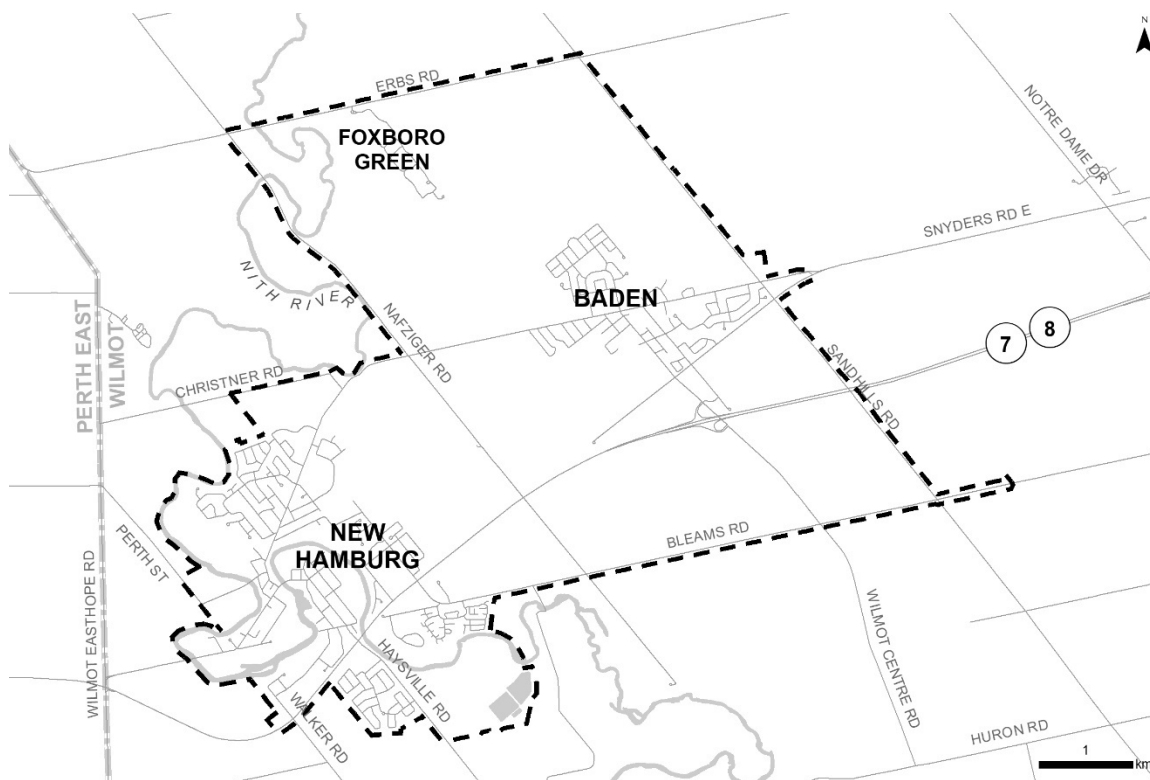 N
ERBS RD
NOTRE DAME DR
FOXBORO
GREEN
SNYDERS RD E
NITH RIVER
BADEN
NAFZIGER RD
7
8
PERTH EAST
WILMOT
CHRISTNER RD
SANDHILLS RD
NEW
HAMBURG
BLEAMS RD
PERTH ST
WILMOT EASTHOPE RD
WILMOT CENTRE RD
HAYSVILLE RD
WALKER RD
HURON RD
1
km